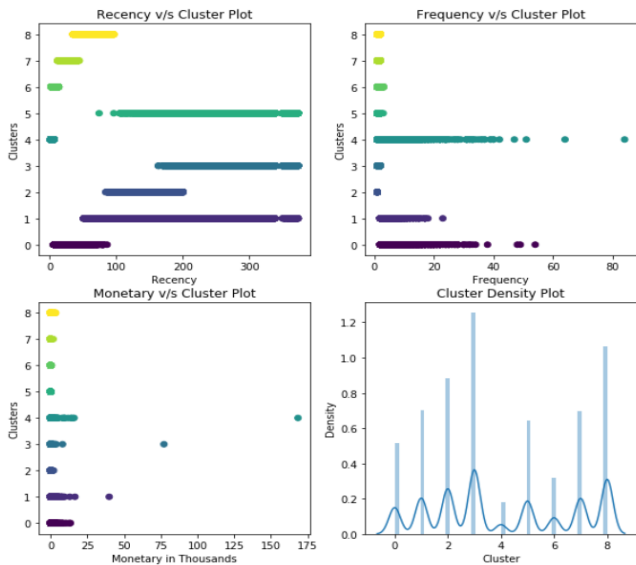 Recency v/s Cluster Plot
8
7
6
5
4
3
2
1
0
Clusters
0 100 200 300
Recency
Frequency v/s Cluster Plot
8
7
6
5
4
3
2
1
0
Clusters
0 20 40 60 80
Frequency
Monetary v/s Cluster Plot
8
7
6
5
4
3
2
1
0
Clusters
0 25 50 75 100 125 150 175
Monetary in Thousands
Cluster Density Plot
1.2
1.0
0.8
0.6
0.4
0.2
0.0
Density
0 2 4 6 8
Cluster